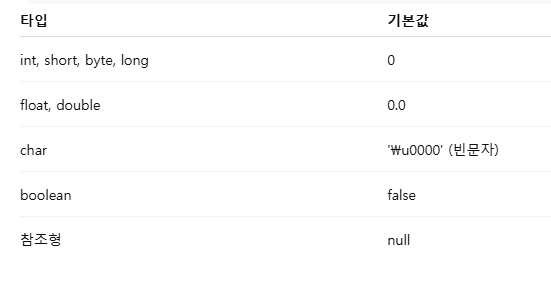 타입 기본값
int, short, byte, long 0
float, double 0.0
char '₩u0000' (빈문자)
boolean false
참조형 null